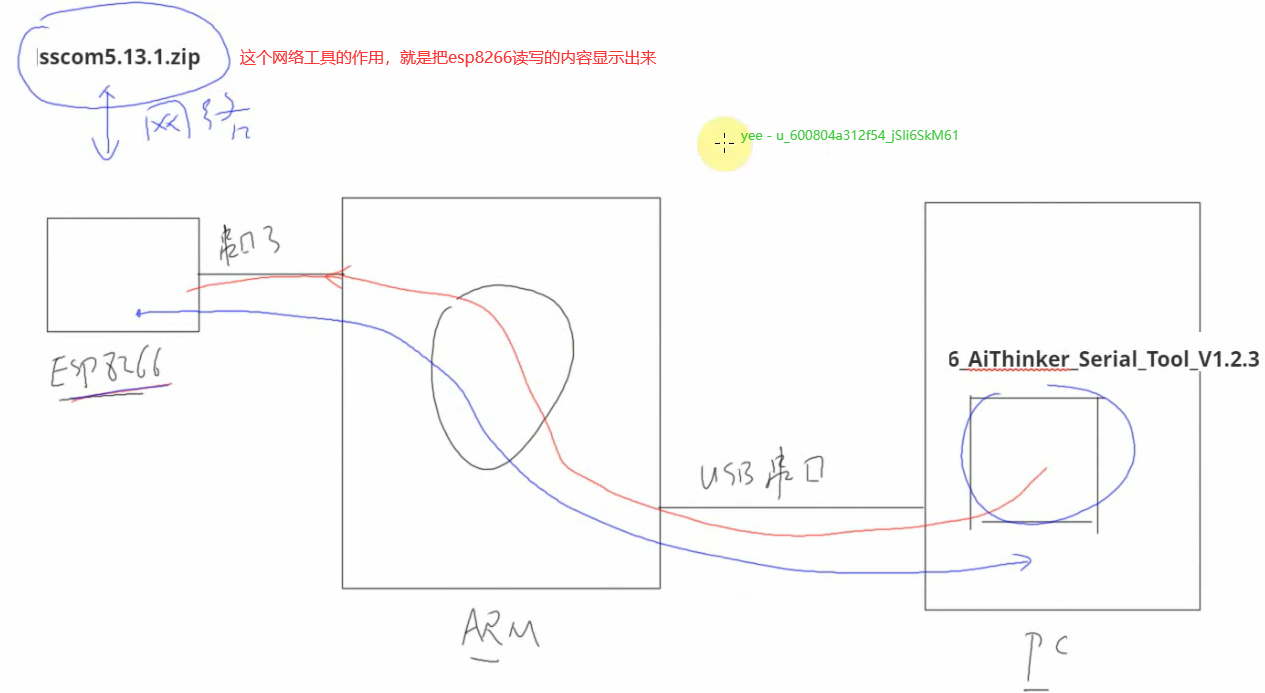 sscom5.13.1.zip
这个网络工具的作用，就是把esp8266读写的内容显示出来
网络
yee - u_600804a312f54_jSIi6SkM61
串口3
ESP8266
6_AiThinker_Serial_Tool_V1.2.3
USB串口
ARM
PC